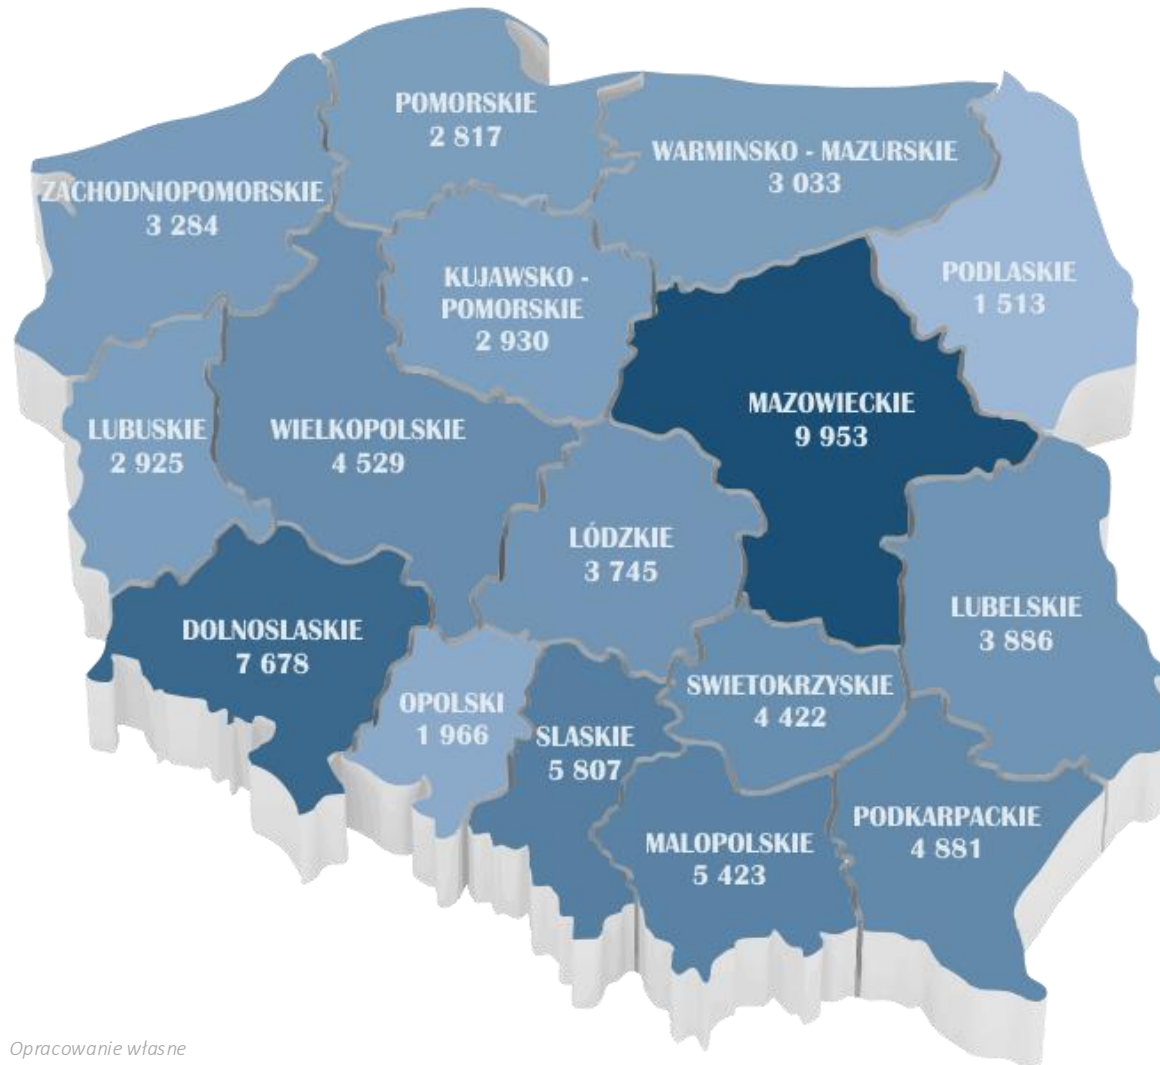 POMORSKIE
2 817
WARMINSKO - MAZURSKIE
3 033
ZACHODNIOPOMORSKIE
3 284
PODLASKIE
1 513
KUJAWSKO -
POMORSKIE
2 930
MAZOWIECKIE
9 953
LUBUSKIE
2 925
WIELKOPOLSKIE
4 529
LÓDZKIE
3 745
LUBELSKIE
3 886
DOLNOSLASKIE
7 678
SWIETOKRZYSKIE
4 422
OPOLSKI
1 966
SLASKIE
5 807
PODKARPACKIE
4 881
MALOPOLSKIE
5 423
Opracowanie własne